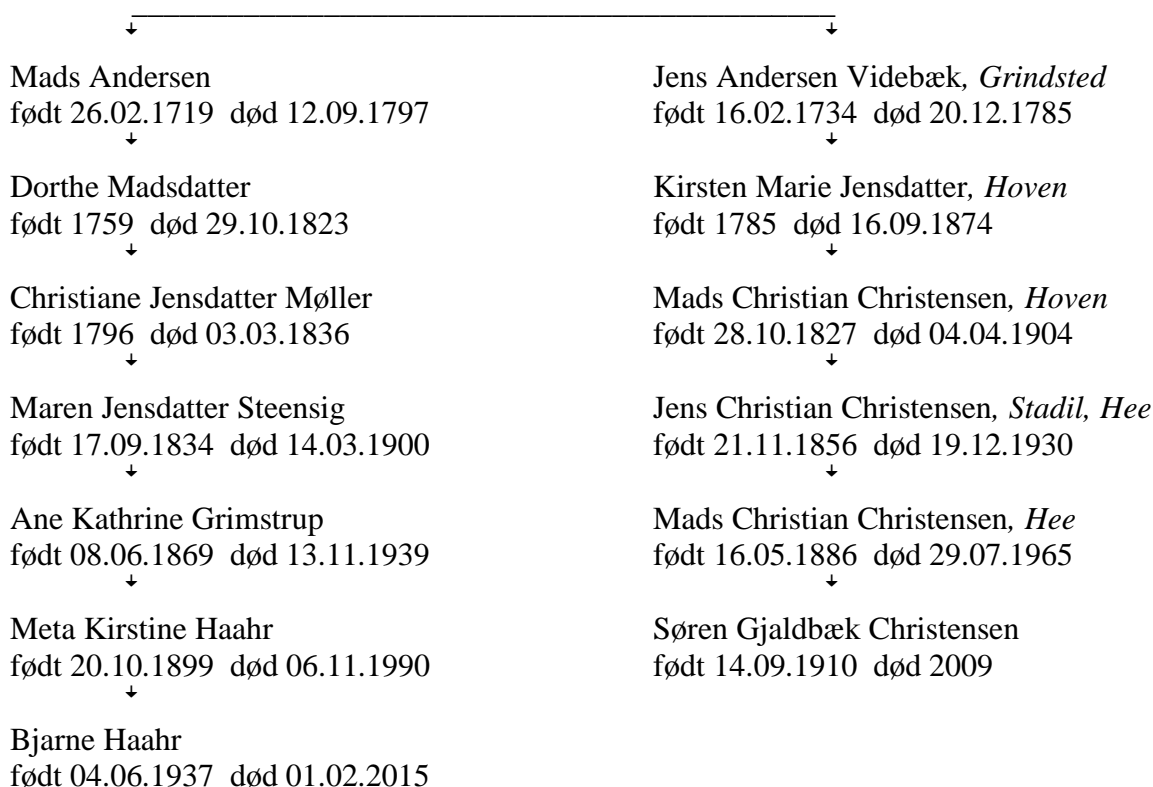 Mads Andersen
født 26.02.1719 død 12.09.1797
Dorthe Madsdatter
født 1759 død 29.10.1823
Christiane Jensdatter Møller
født 1796 død 03.03.1836
Maren Jensdatter Steensig
født 17.09.1834 død 14.03.1900
Ane Kathrine Grimstrup
født 08.06.1869 død 13.11.1939
Meta Kirstine Haahr
født 20.10.1899 død 06.11.1990
Bjarne Haahr
født 04.06.1937 død 01.02.2015
Jens Andersen Videbæk, Grindsted
født 16.02.1734 død 20.12.1785
Kirsten Marie Jensdatter, Hoven
født 1785 død 16.09.1874
Mads Christian Christensen, Hoven
født 28.10.1827 død 04.04.1904
Jens Christian Christensen, Stadil, Hee
født 21.11.1856 død 19.12.1930
Mads Christian Christensen, Hee
født 16.05.1886 død 29.07.1965
Søren Gjaldbæk Christensen
født 14.09.1910 død 2009